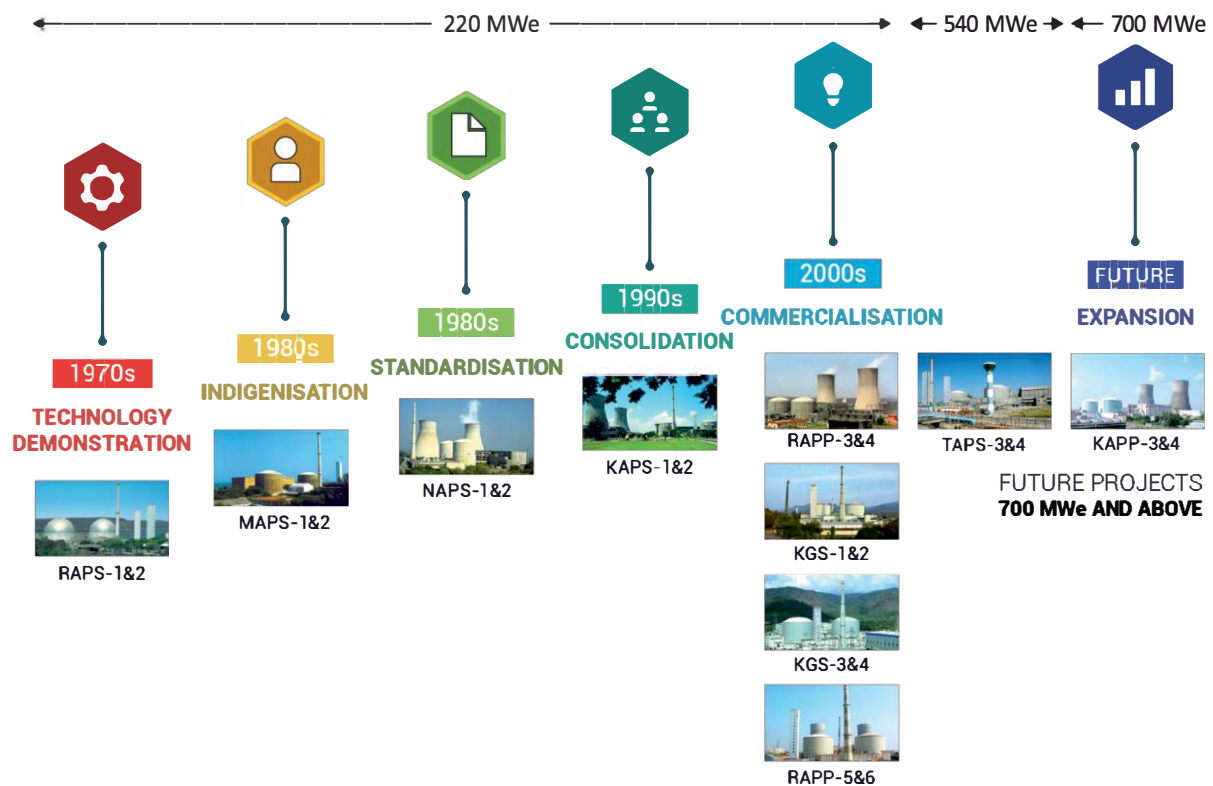 220 MWe
540 MWe
700 MWe
1970s
TECHNOLOGY
DEMONSTRATION
RAPS-1&2
1980s
INDIGENISATION
MAPS-1&2
1980s
STANDARDISATION
NAPS-1&2
1990s
CONSOLIDATION
KAPS-1&2
2000s
COMMERCIALISATION
RAPP-3&4
KGS-1&2
KGS-3&4
RAPP-5&6
TAPS-3&4
FUTURE
EXPANSION
KAPP-3&4
FUTURE PROJECTS
700 MWe AND ABOVE